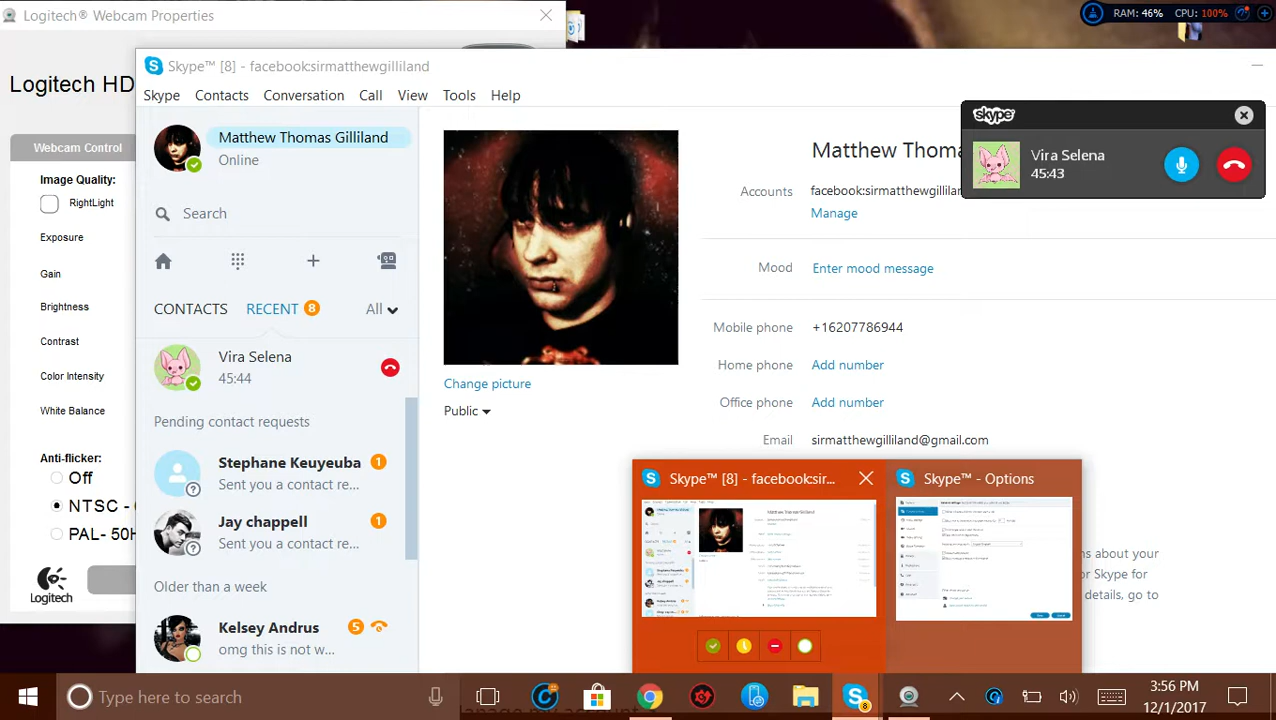 Logitech® Webcam Properties
RAM: 46% CPU: 100%
Logitech HD
Skype™ [8] - facebook:sirmatthewgilliland
Skype Contacts Conversation Call View Tools Help
Webcam Control
Image Quality:
RightLight
Exposure
Gain
Brightness
Contrast
Color Intensity
White Balance
Anti-flicker:
Off
NTSC -
PAL - 50
Logitech
Matthew Thomas Gilliland
Online
Search
CONTACTS RECENT 8 All
Vira Selena
45:44
Pending contact requests
Stephane Keuyeuba 1
Sent you a contact re...
1
contact re...
Older than a week
Andrus 5
omg this is not w...
Change picture
Public
Matthew Thoma
Accounts facebook:sirmatthewgillilan
Manage
Mood Enter mood message
Mobile phone +16207786944
Home phone Add number
Office phone Add number
Email sirmatthewgilliland@gmail.com
skype
Vira Selena
45:43
Skype™ [8] - facebook:sir...
Skype™ - Options
ns about your
Skype for
details, go to
Type here to search
8
3:56 PM
12/1/2017